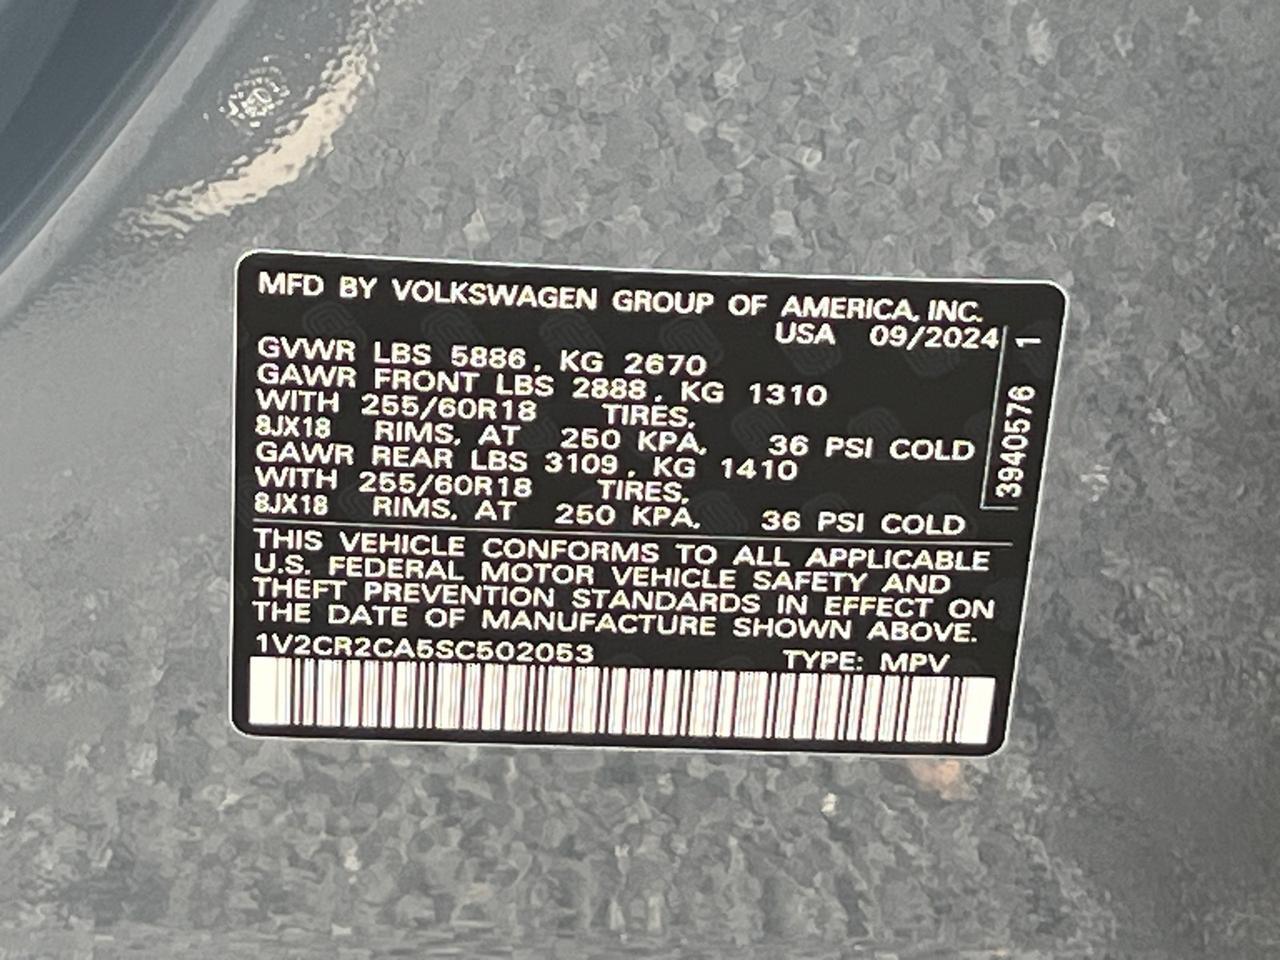 MFD BY VOLKSWAGEN GROUP OF AMERICA, INC.
USA 09/2024
GVWR LBS 5886, KG 2670
GAWR FRONT LBS 2888, KG 1310
WITH 255/60R18 TIRES,
8JX18 RIMS, AT 250 KPA, 36 PSI COLD
GAWR REAR LBS 3109, KG 1410
WITH 255/60R18 TIRES,
8JX18 RIMS, AT 250 KPA, 36 PSI COLD
3940576 1
THIS VEHICLE CONFORMS TO ALL APPLICABLE
U.S. FEDERAL MOTOR VEHICLE SAFETY AND
THEFT PREVENTION STANDARDS IN EFFECT ON
THE DATE OF MANUFACTURE SHOWN ABOVE.
1V2CR2CA5SC502053 TYPE: MPV